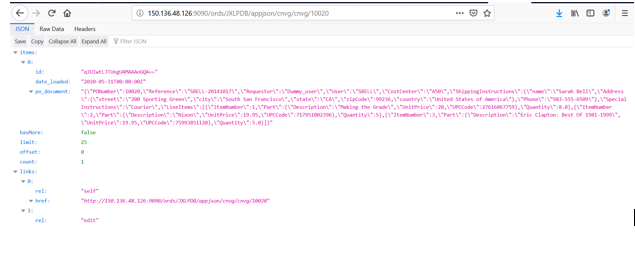 150.136.48.126:9090/ords/JXLPDB/appjson/cnvg/cnvg/10020
JSON Raw Data Headers
Save Copy Collapse All Expand All Filter JSON
items:
0:
id:
date_loaded: "2020-05-31T00:00:00Z"
po_document: "{\"PONumber\":10020,\"Reference\":\"SBELL-20141017\",\"Requestor\":\"Dummy_user\",\"User\":\"SBELL\",\"CostCenter\":\"A50\",\"ShippingInstructions\":{\"name\":\"Sarah Bell\",\"Address
\":{\"street\":\"200 Sporting Green\",\"city\":\"South San Francisco\",\"state\":\"CA\",\"zipCode\":99236,\"country\":\"United States of America\"},\"Phone\":\"983-555-6509\"},\"Special
Instructions\":\"Courier\",\"LineItems\":[{\"ItemNumber\":1,\"Part\":{\"Description\":\"Making the Grade\",\"UnitPrice\":20,\"UPCCode\":27616867759},\"Quantity\":8.0},{\"ItemNumber
\":2,\"Part\":{\"Description\":\"Nixon\",\"UnitPrice\":19.95,\"UPCCode\":717951002396},\"Quantity\":5},{\"ItemNumber\":3,\"Part\":{\"Description\":\"Eric Clapton: Best Of 1981-1999\",
\"UnitPrice\":19.95,\"UPCCode\":75993851120},\"Quantity\":5.0}]}"
hasMore: false
limit: 25
offset: 0
count: 1
links:
0:
rel: "self"
href: "http://150.136.48.126:9090/ords/JXLPDB/appjson/cnvg/cnvg/10020"
1:
rel: "edit"